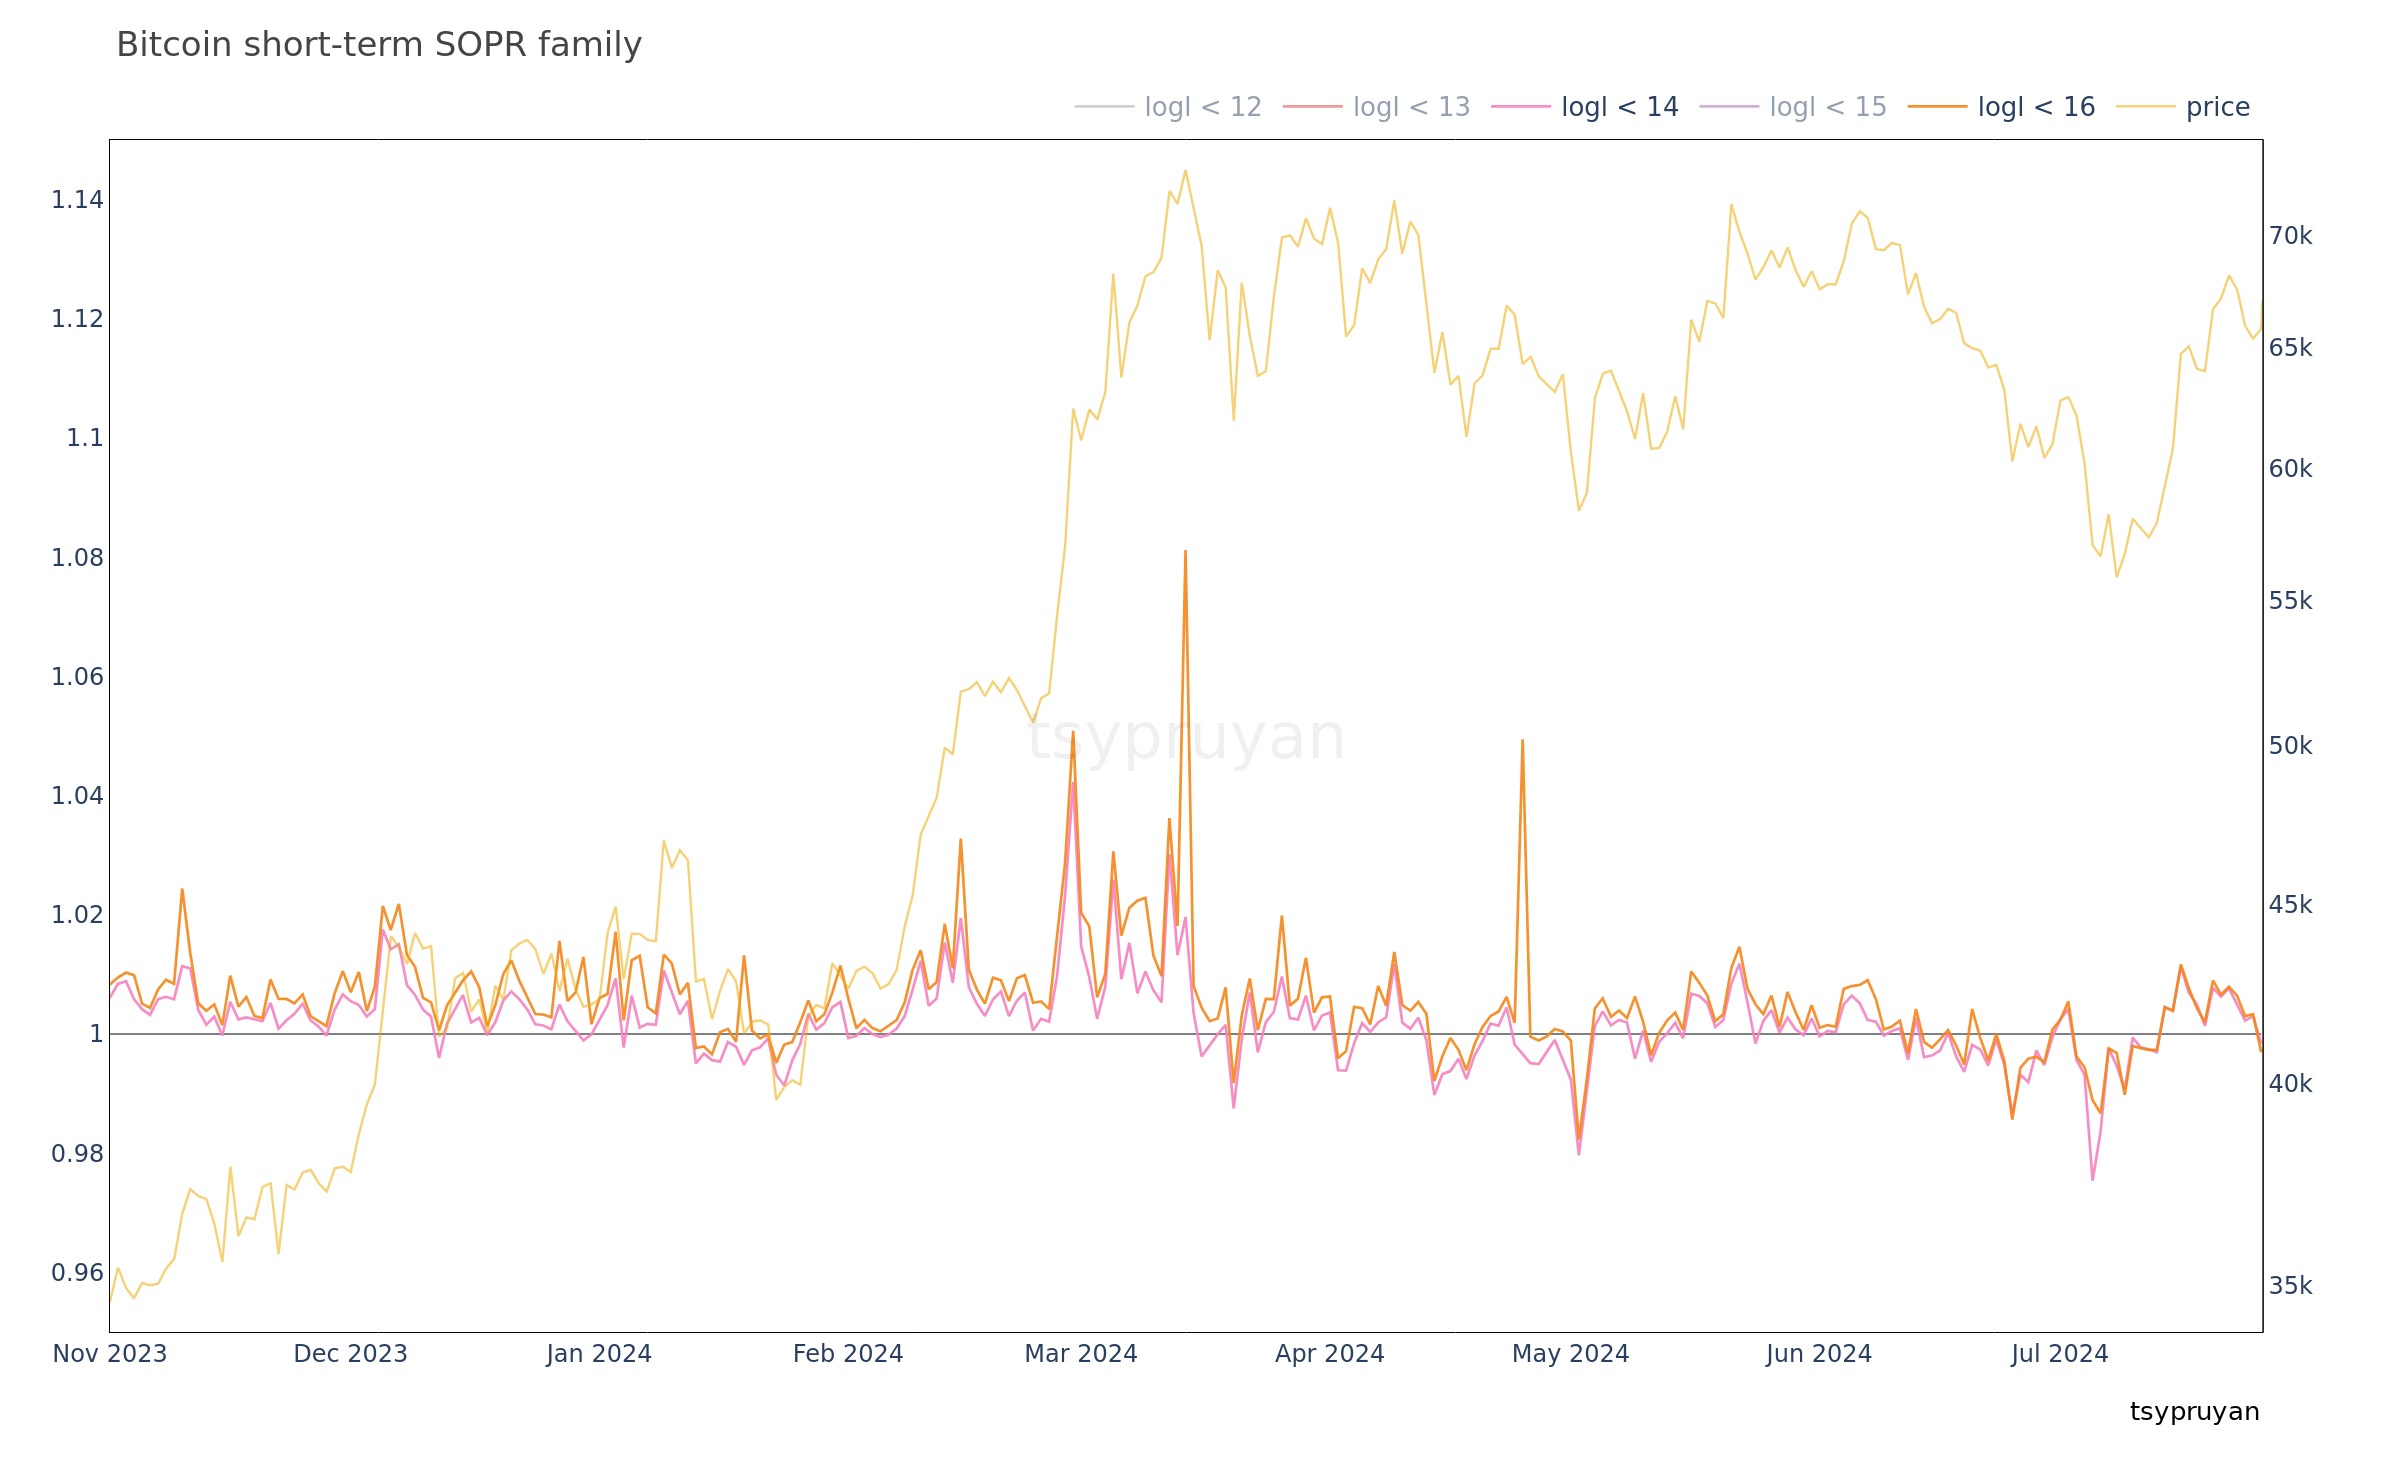 Bitcoin short-term SOPR family
logl < 12 logl < 13 logl < 14 logl < 15 logl < 16 price
1.14
1.12
1.1
1.08
1.06
1.04
1.02
1
0.98
0.96
70k
65k
60k
55k
50k
45k
40k
35k
tsypruyan
Nov 2023 Dec 2023 Jan 2024 Feb 2024 Mar 2024 Apr 2024 May 2024 Jun 2024 Jul 2024
tsypruyan